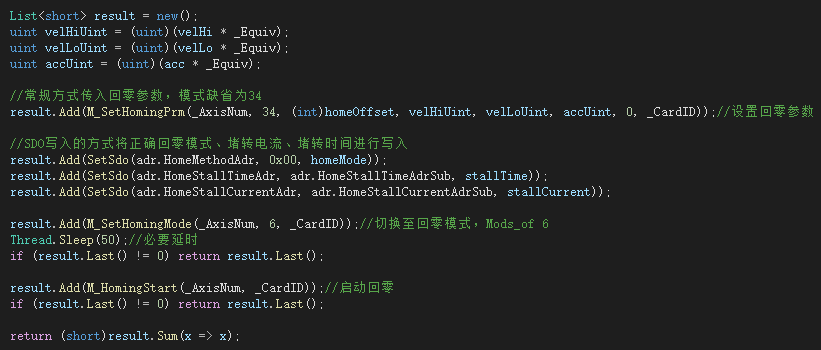 List<short> result = new();
uint velHiUint = (uint)(velHi * _Equiv);
uint velLoUint = (uint)(velLo * _Equiv);
uint accUint = (uint)(acc * _Equiv);
//常规方式传入回零参数，模式缺省为34
result.Add(M_SetHomingPrm(_AxisNum, 34, (int)homeOffset, velHiUint, velLoUint, accUint, 0, _CardID));//设置回零参数
//SDO写入的方式将正确回零模式、堵转电流、堵转时间进行写入
result.Add(SetSdo(adr.HomeMethodAdr, 0x00, homeMode));
result.Add(SetSdo(adr.HomeStallTimeAdr, adr.HomeStallTimeAdrSub, stallTime));
result.Add(SetSdo(adr.HomeStallCurrentAdr, adr.HomeStallCurrentAdrSub, stallCurrent));
result.Add(M_SetHomingMode(_AxisNum, 6, _CardID));//切换至回零模式，Mods_of 6
Thread.Sleep(50);//必要延时
if (result.Last() != 0) return result.Last();
result.Add(M_HomingStart(_AxisNum, _CardID));//启动回零
if (result.Last() != 0) return result.Last();
return (short)result.Sum(x => x);